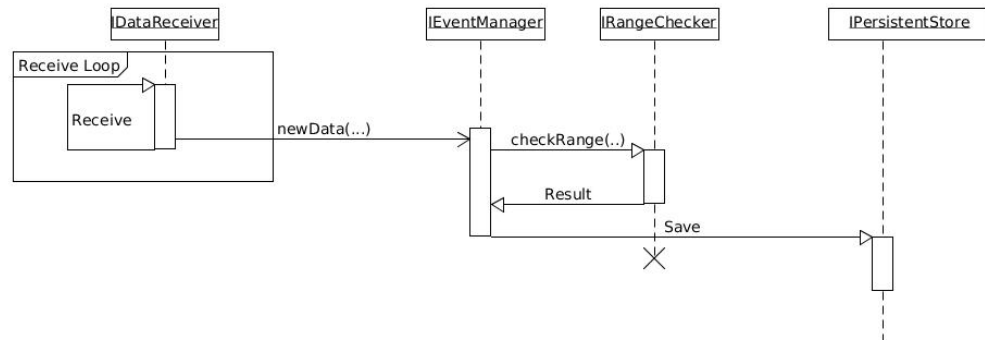 IDataReceiver
IEventManager
IRangeChecker
IPersistentStore
Receive Loop
Receive
newData(...)
checkRange(..)
Result
Save